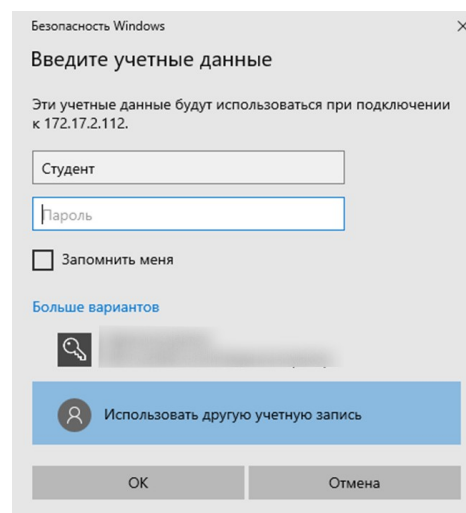 Безопасность Windows
Введите учетные данные
Эти учетные данные будут использоваться при подключении
к 172.17.2.112.
Студент
Пароль
Запомнить меня
Больше вариантов
Использовать другую учетную запись
ОК
Отмена